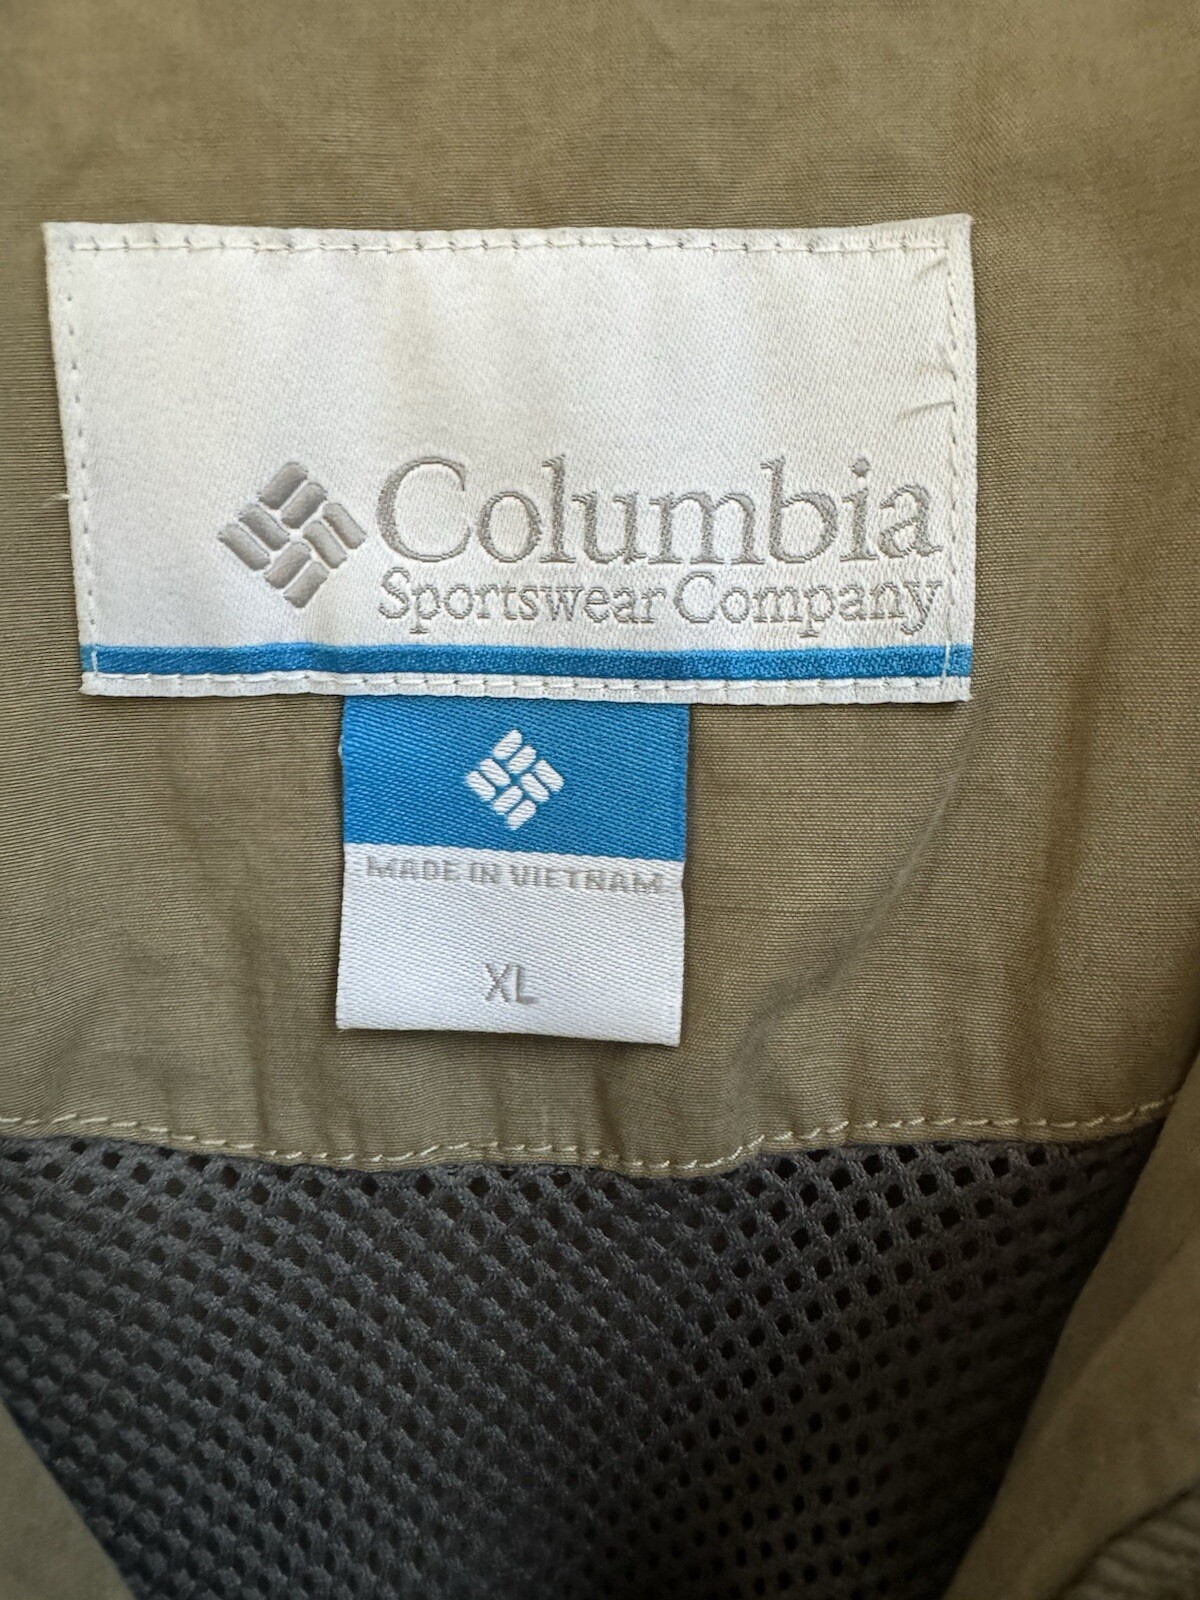 Columbia
Sportswear Company
MADE IN VIETNAM
XL